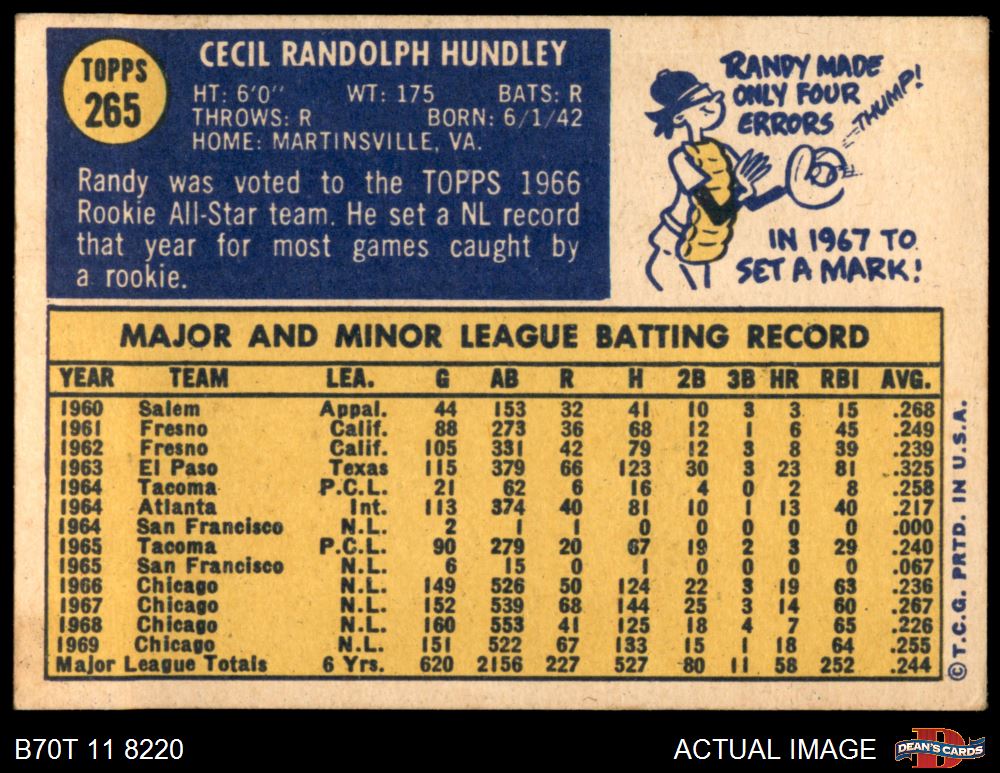 TOPPS
265
CECIL RANDOLPH HUNDLEY
HT: 6'0" WT: 175 BATS: R
THROWS: R BORN: 6/1/42
HOME: MARTINSVILLE, VA.
Randy was voted to the TOPPS 1966
Rookie All-Star team. He set a NL record
that year for most games caught by
a rookie.
RANDY MADE
ONLY FOUR
ERRORS
THUMP!
IN 1967 TO
SET A MARK!
MAJOR AND MINOR LEAGUE BATTING RECORD
YEAR TEAM LEA. G AB R H 2B 3B HR RBI AVG.
1960 Salem Appal. 44 153 32 41 10 3 3 15 .268
1961 Fresno Calif. 88 273 36 68 12 1 6 45 .249
1962 Fresno Calif. 105 331 42 79 12 3 8 39 .239
1963 El Paso Texas 115 379 66 123 30 3 23 81 .325
1964 Tacoma P.C.L. 21 62 6 16 4 0 2 8 .258
1964 Atlanta Int. 113 374 40 81 10 1 13 40 .217
1964 San Francisco N.L. 2 1 1 0 0 0 0 0 .000
1965 Tacoma P.C.L. 90 279 20 67 19 2 3 29 .240
1965 San Francisco N.L. 6 15 0 1 0 0 0 0 .067
1966 Chicago N.L. 149 526 50 124 22 3 19 63 .236
1967 Chicago N.L. 152 539 68 144 25 3 14 60 .267
1968 Chicago N.L. 160 553 41 125 18 4 7 65 .226
1969 Chicago N.L. 151 522 67 133 15 1 18 64 .255
Major League Totals 6 Yrs. 620 2156 227 527 80 11 58 252 .244
© T.C.G. PRTD. IN U.S.A.
B70T 11 8220
ACTUAL IMAGE
D
DEAN'S CARDS